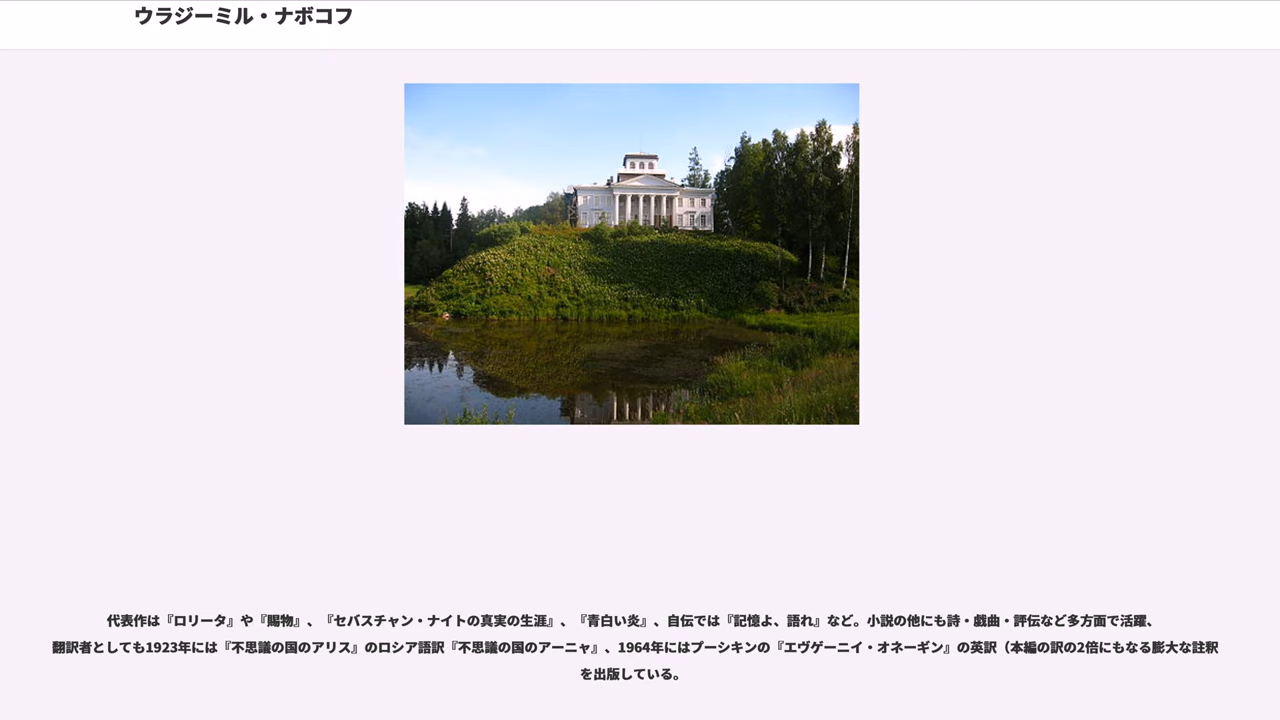 ウラジーミル・ナボコフ
代表作は『ロリータ』や『賜物』、『セバスチャン・ナイトの真実の生涯』、『青白い炎』、自伝では『記憶よ、語れ』など。小説の他にも詩・戯曲・評伝など多方面で活躍、
翻訳者としても1923年には『不思議の国のアリス』のロシア語訳『不思議の国のアーニャ』、1964年にはプーシキンの『エヴゲーニイ・オネーギン』の英訳（本編の訳の2倍にもなる膨大な註釈
を出版している。